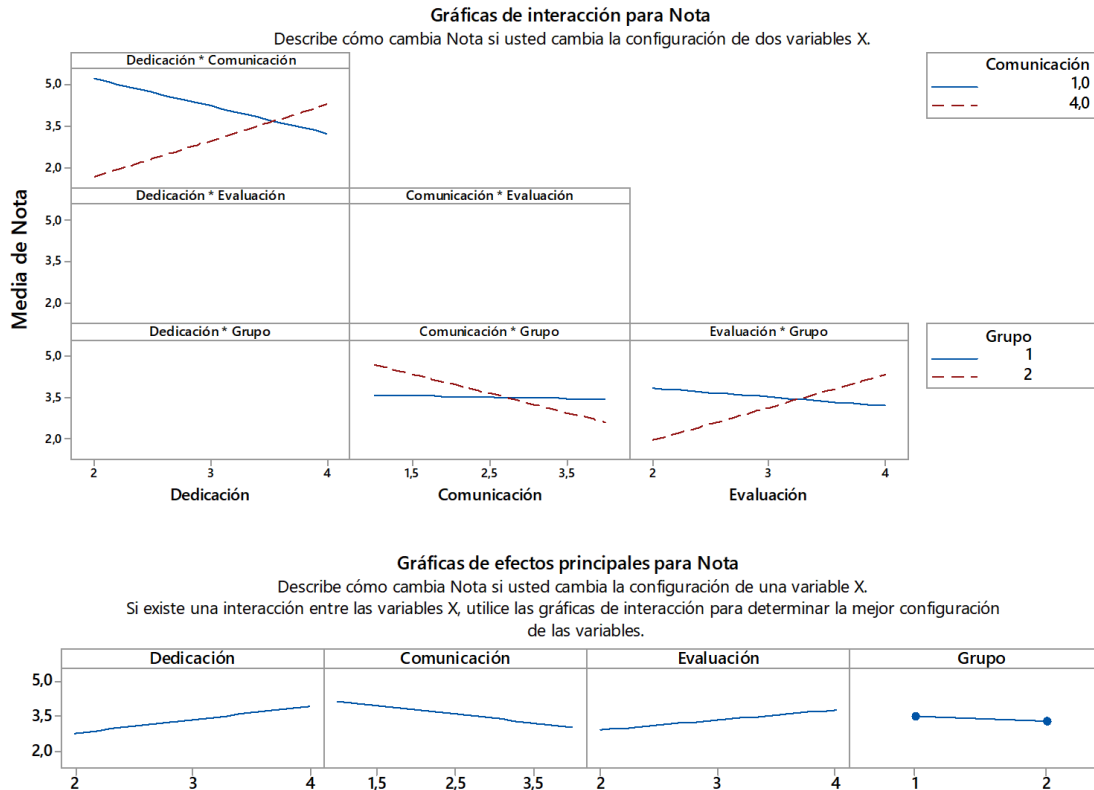 Gráficas de interacción para Nota
Describe cómo cambia Nota si usted cambia la configuración de dos variables X.
Dedicación * Comunicación
Comunicación
1,0
4,0
5,0
3,5
2,0
Dedicación * Evaluación
Comunicación * Evaluación
5,0
3,5
2,0
Media de Nota
Dedicación * Grupo
Comunicación * Grupo
Evaluación * Grupo
Grupo
1
2
5,0
3,5
2,0
2 3 4
1,5 2,5 3,5
2 3 4
Dedicación
Comunicación
Evaluación
Gráficas de efectos principales para Nota
Describe cómo cambia Nota si usted cambia la configuración de una variable X.
Si existe una interacción entre las variables X, utilice las gráficas de interacción para determinar la mejor configuración
de las variables.
Dedicación
Comunicación
Evaluación
Grupo
5,0
3,5
2,0
2 3 4
1,5 2,5 3,5
2 3 4
1 2